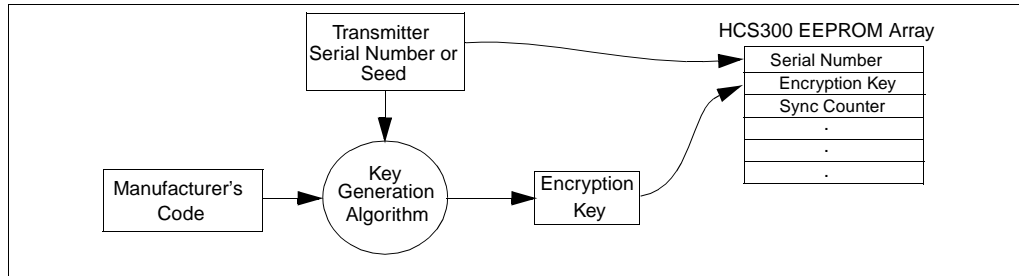 Transmitter
Serial Number or
Seed
HCS300 EEPROM Array
Serial Number
Encryption Key
Sync Counter
.
.
.
Manufacturer's
Code
Key
Generation
Algorithm
Encryption
Key